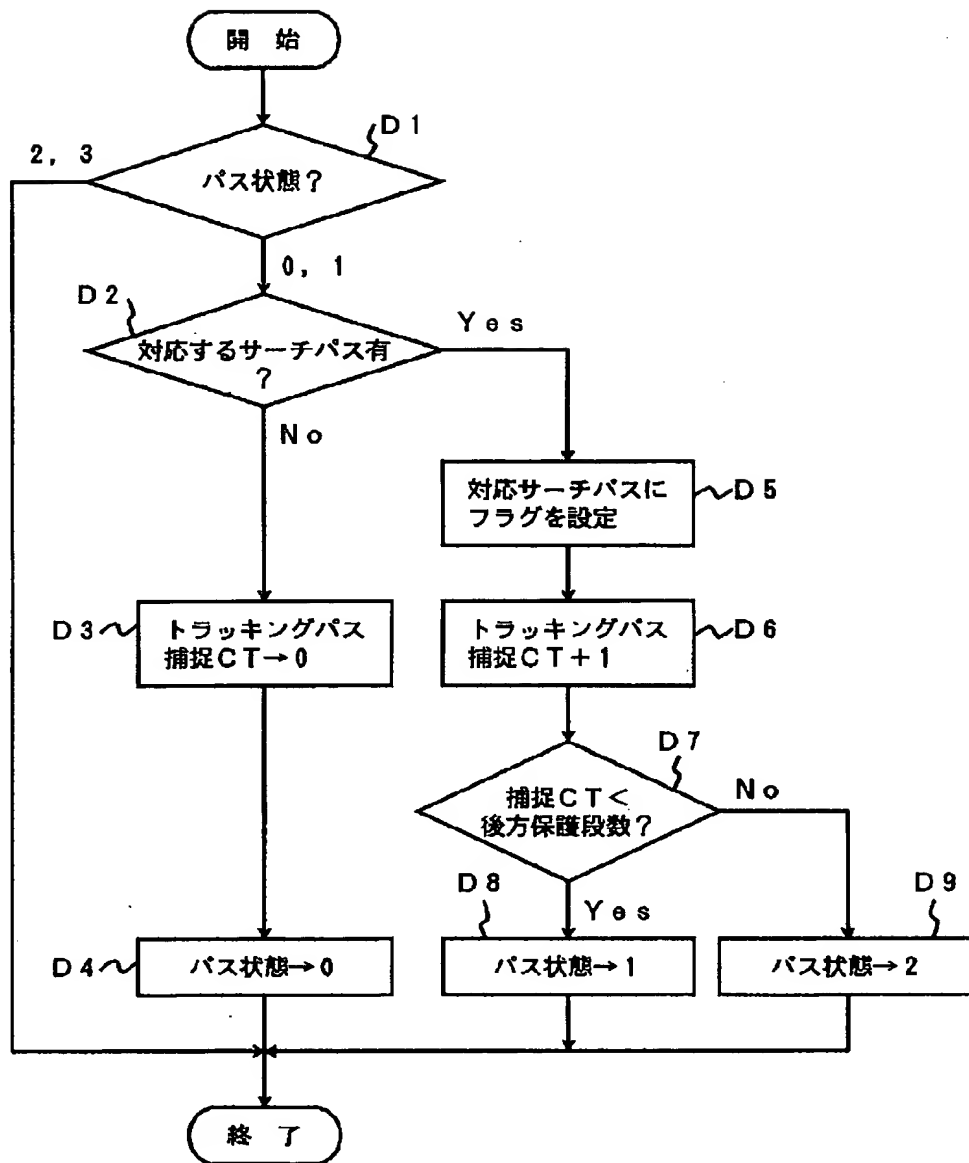 開 始
D1
2, 3
パス状態?
0, 1
D2
Yes
対応するサーチパス有
?
No
対応サーチパスに
フラグを設定
D5
D3
トラッキングパス
捕捉CT→0
トラッキングパス
捕捉CT+1
D6
D7
捕捉CT<
後方保護段数?
No
D8
Yes
D9
D4
パス状態→0
パス状態→1
パス状態→2
終 了